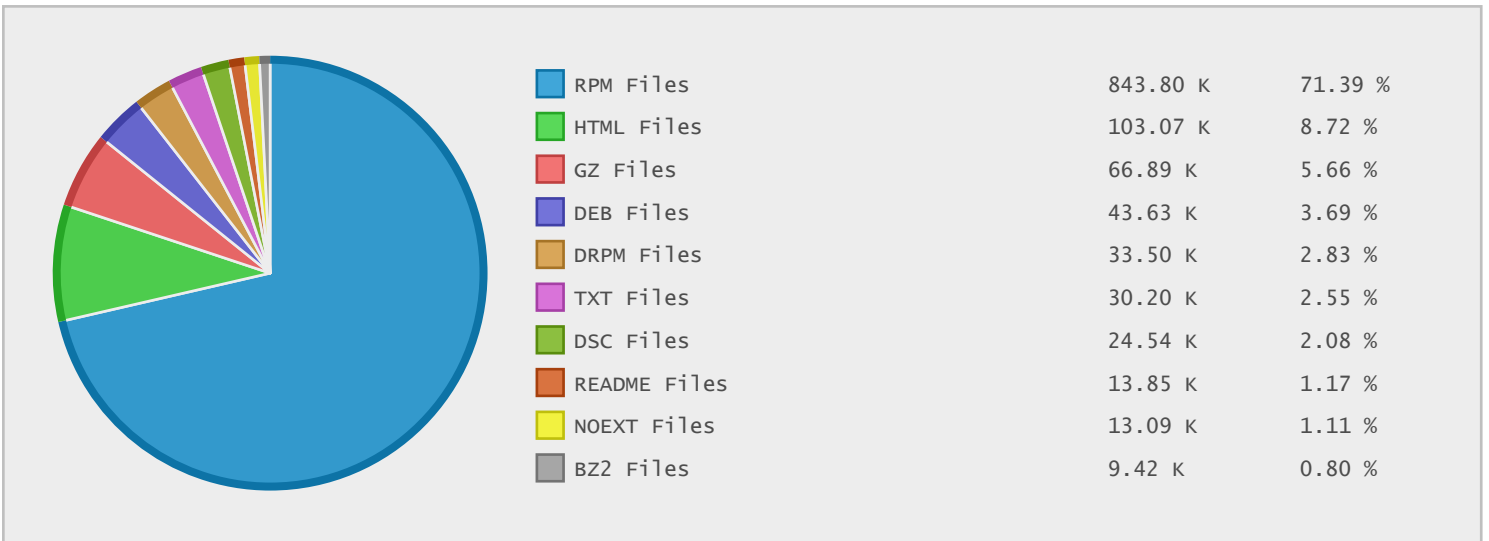 RPM Files 843.80 K 71.39 %
HTML Files 103.07 K 8.72 %
GZ Files 66.89 K 5.66 %
DEB Files 43.63 K 3.69 %
DRPM Files 33.50 K 2.83 %
TXT Files 30.20 K 2.55 %
DSC Files 24.54 K 2.08 %
README Files 13.85 K 1.17 %
NOEXT Files 13.09 K 1.11 %
BZ2 Files 9.42 K 0.80 %